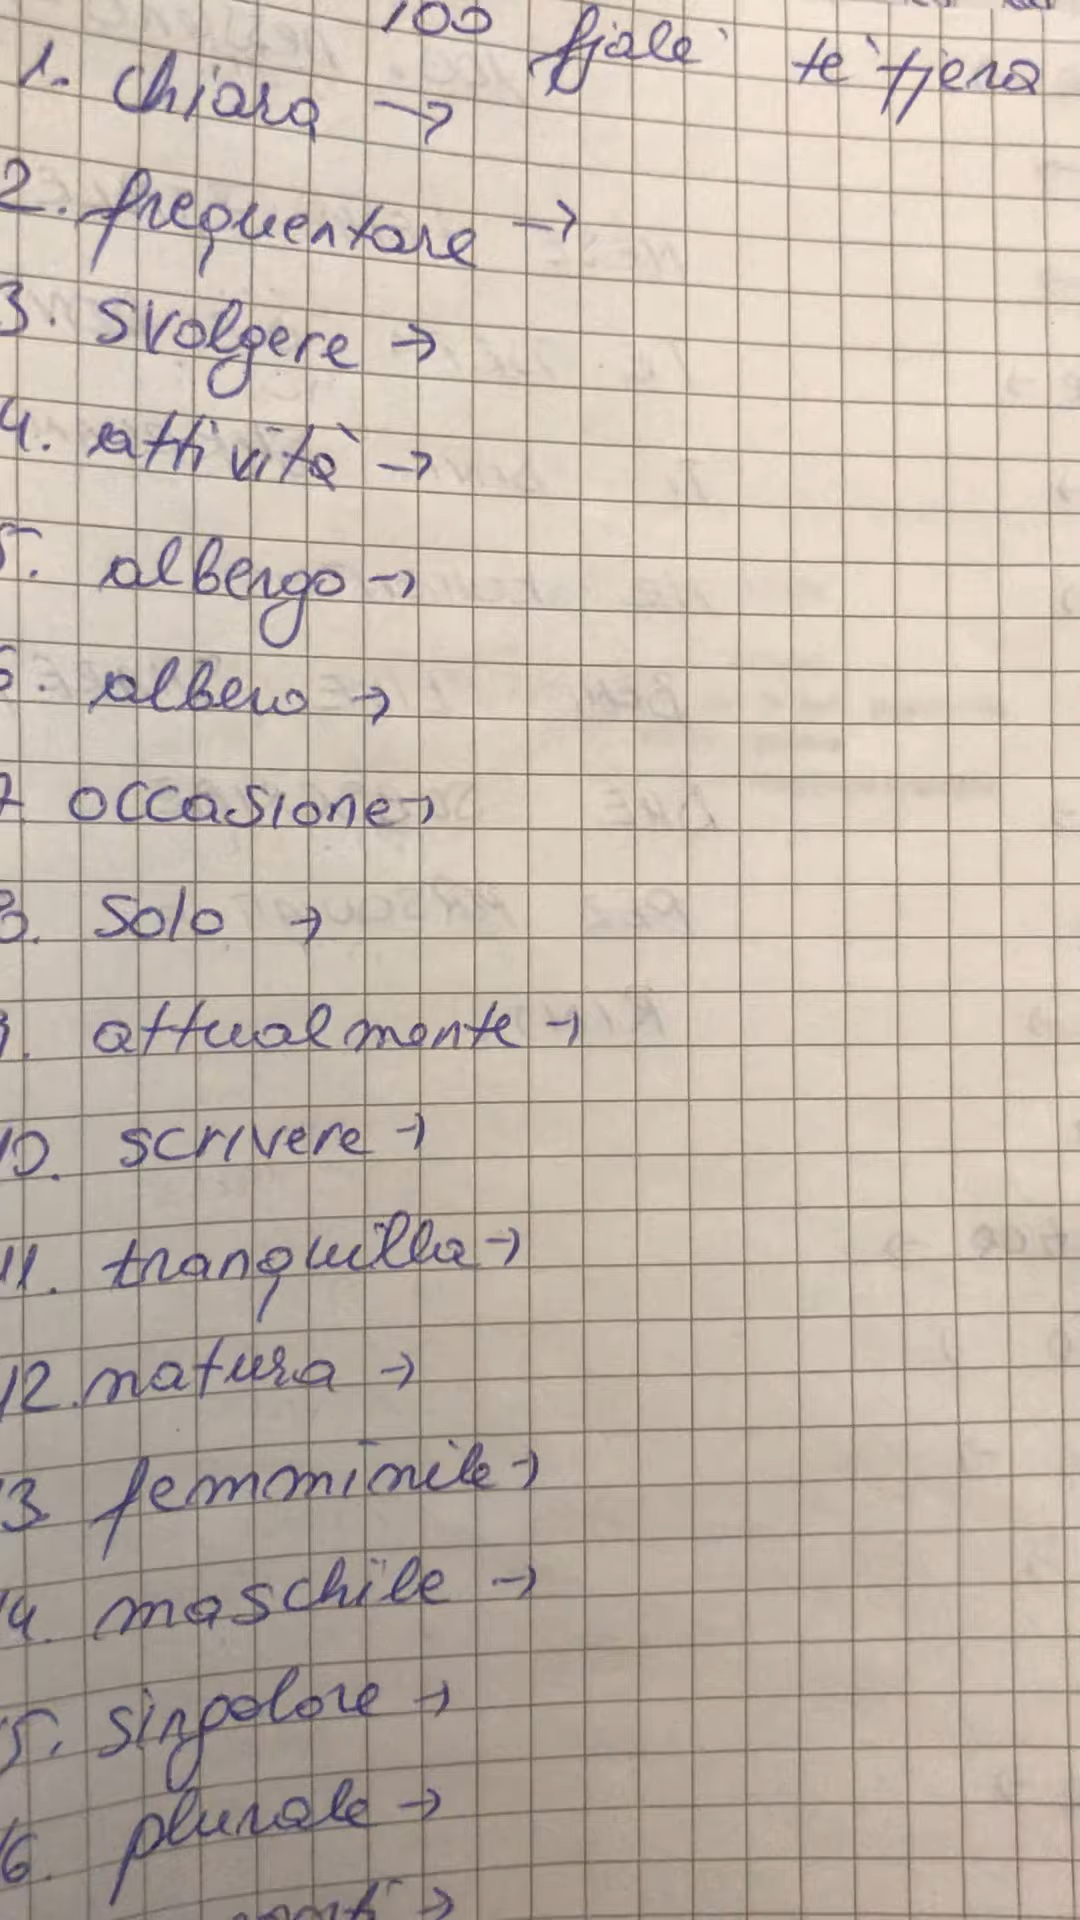 100 fjalë të tjera
1. Chiara →
2. frequentare →
3. svolgere →
4. attività →
5. albergo →
6. albero →
7 occasione →
8. solo →
9. attualmente →
10. scrivere →
11. tranquilla →
12. natura →
13 femminile →
14. maschile →
15. singolare →
16. plurale →